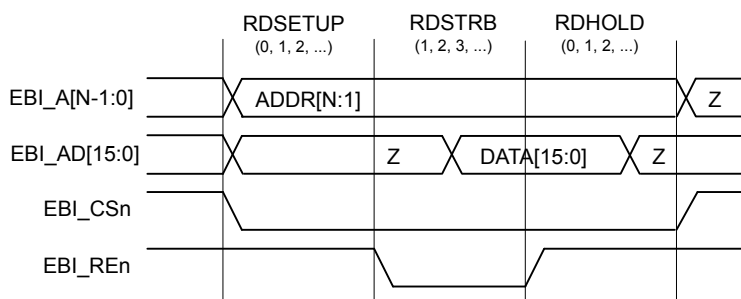 RDSETUP RDSTRB RDHOLD
(0, 1, 2, ...) (1, 2, 3, ...) (0, 1, 2, ...)
EBI_A[N-1:0] ADDR[N:1] Z
EBI_AD[15:0] Z DATA[15:0] Z
EBI_CSn
EBI_REn